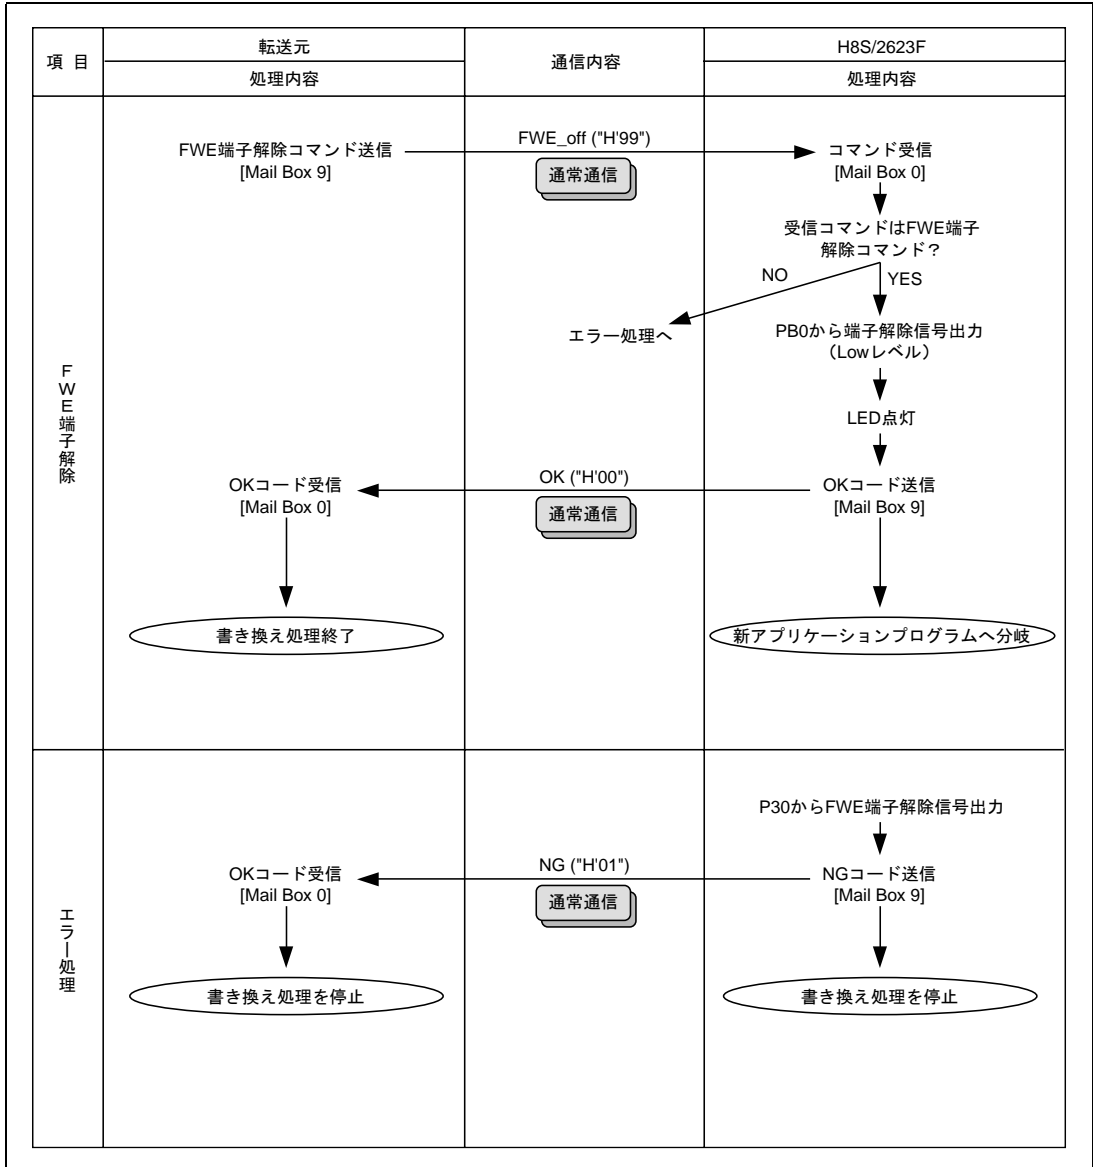 項 目
転送元
通信内容
H8S/2623F
処理内容
処理内容
FWE端子解除
FWE端子解除コマンド送信
[Mail Box 9]
FWE_off ("H'99")
通常通信
コマンド受信
[Mail Box 0]
受信コマンドはFWE端子
解除コマンド?
NO
YES
エラー処理へ
PB0から端子解除信号出力
(Lowレベル)
LED点灯
OKコード受信
[Mail Box 0]
OK ("H'00")
通常通信
OKコード送信
[Mail Box 9]
書き換え処理終了
新アプリケーションプログラムへ分岐
エラー処理
P30からFWE端子解除信号出力
OKコード受信
[Mail Box 0]
NG ("H'01")
通常通信
NGコード送信
[Mail Box 9]
書き換え処理を停止
書き換え処理を停止